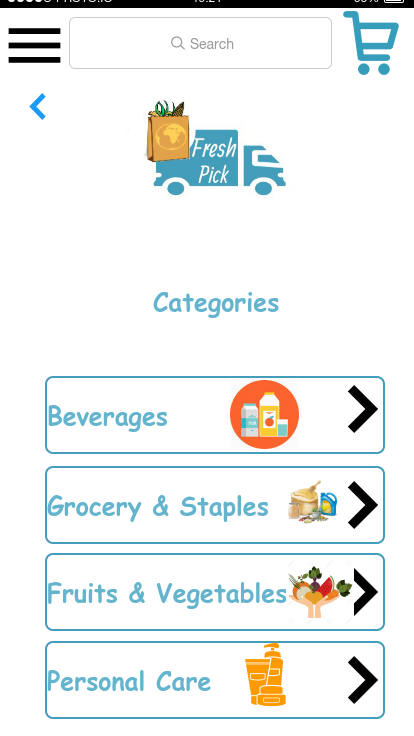 Search
Fresh
Pick
Categories
Beverages
Grocery & Staples
Fruits & Vegetables
Personal Care